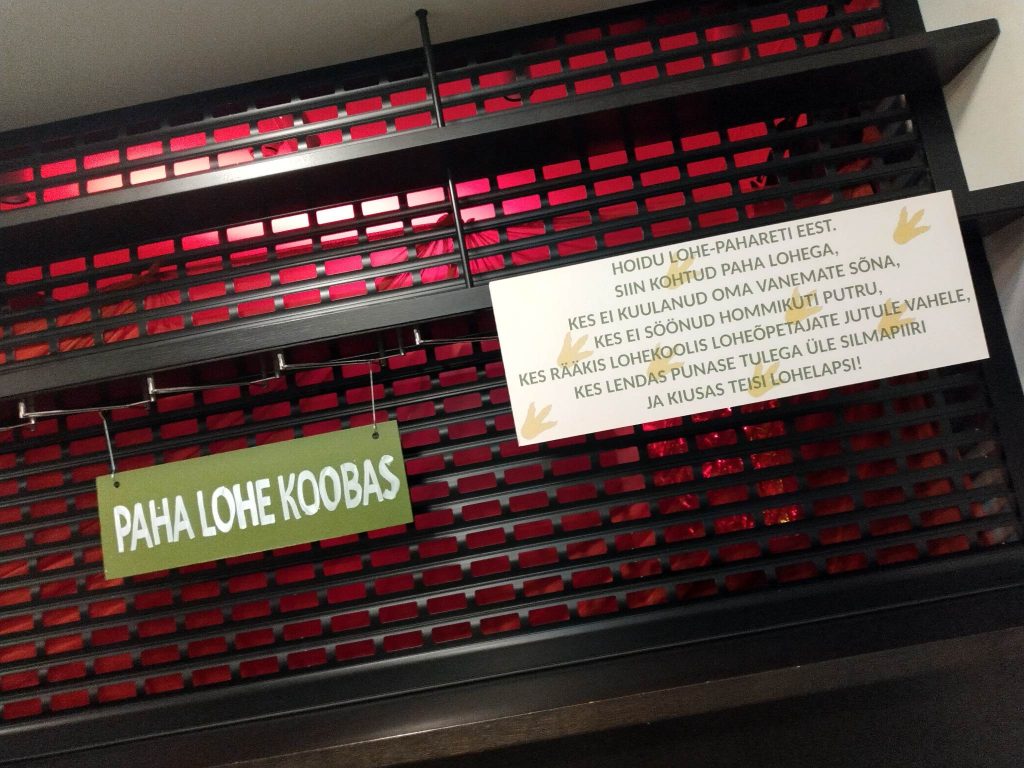 HOIDU LOHE-PAHARETI EEST.
SIIN KOHTUD PAHA LOHEGA,
KES EI KUULANUD OMA VANEMATE SÕNA,
KES EI SÖÖNUD HOMMIKUTI PUTRU,
KES RÄÄKIS LOHEKOOLIS LOHEÕPETAJATE JUTULE VAHELE,
KES LENDAS PUNASE TULEGA ÜLE SILMAPIIRI
JA KIUSAS TEISI LOHELAPSI!
PAHA LOHE KOOBAS